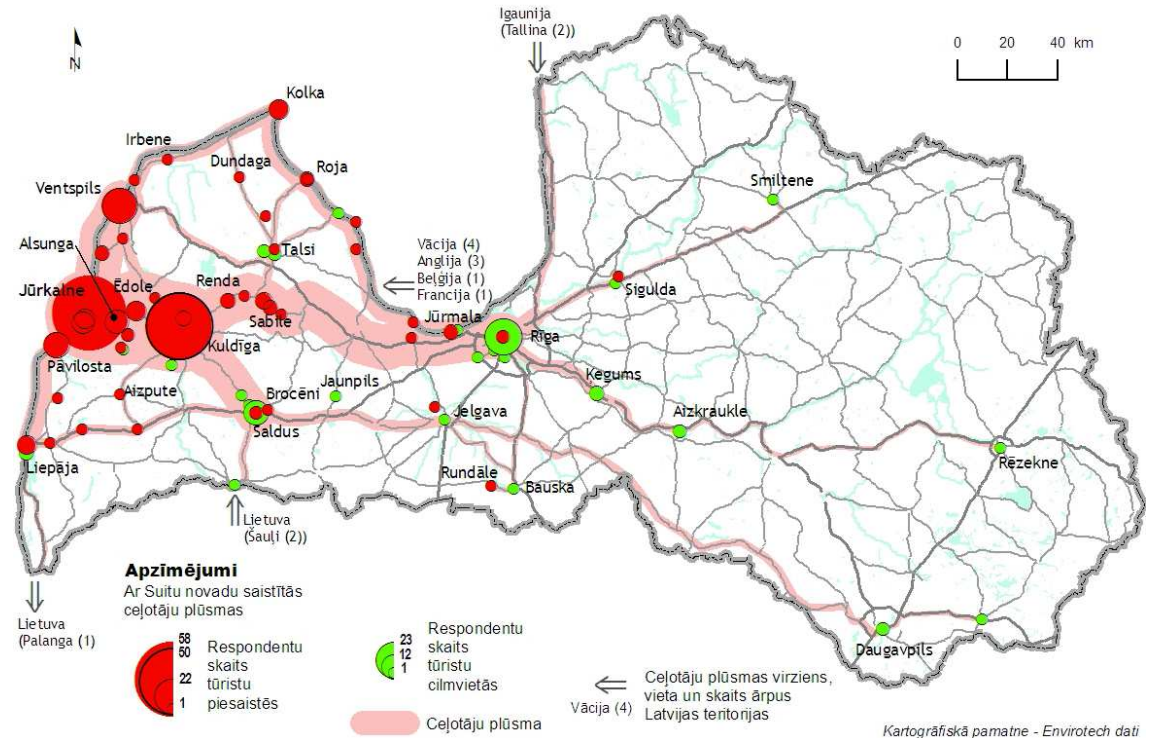 Igaunija
(Tallina (2))
N
0 20 40 km
Kolka
Irbene
Dundaga
Roja
Ventspils
Smiltene
Alsunga
Talsi
Vācija (4)
Anglija (3)
Beļģija (1)
Francija (1)
Jūrkalne
Ēdole
Renda
Sabile
Sigulda
Jūrmala
Rīga
Kuldīga
Pāvilosta
Aizpute
Brocēni
Jaunpils
Ķegums
Saldus
Jelgava
Aizkraukle
Liepāja
Rundāle
Bauska
Rēzekne
Lietuva
(Šauļi (2))
Lietuva
(Palanga (1)
Daugavpils
Apzīmējumi
Ar Suitu novadu saistītās
ceļotāju plūsmas
58
50
22
1
Respondentu
skaits
tūristu
piesaistēs
23
12
1
Respondentu
skaits
tūristu
cilmvietās
Ceļotāju plūsma
Vācija (4)
Ceļotāju plūsmas virziens,
vieta un skaits ārpus
Latvijas teritorijas
Kartogrāfiskā pamatne - Envirotech dati